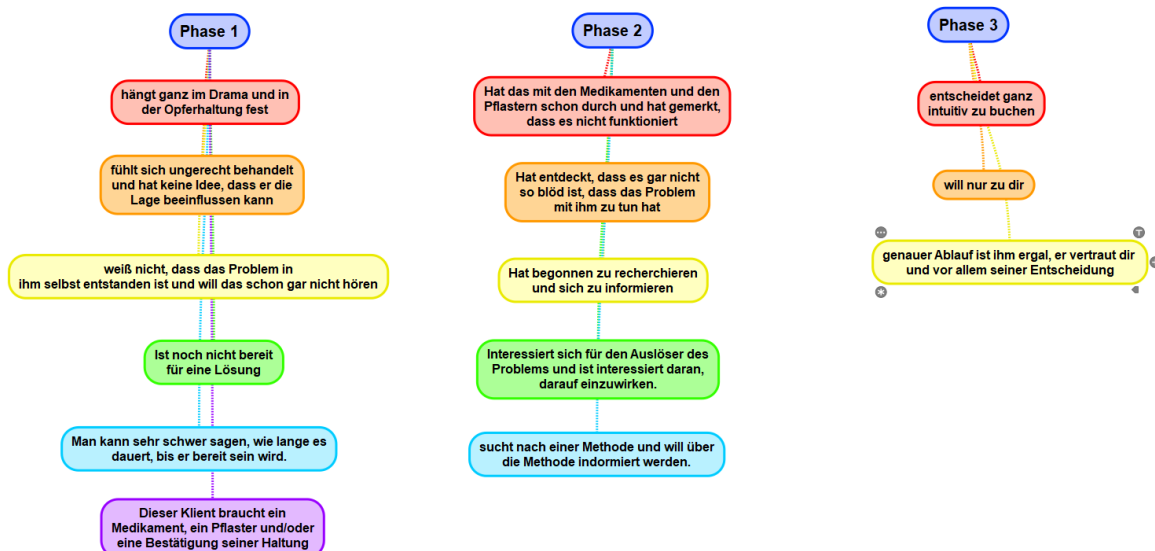 Phase 1
hängt ganz im Drama und in
der Opferhaltung fest
fühlt sich ungerecht behandelt
und hat keine Idee, dass er die
Lage beeinflussen kann
weiß nicht, dass das Problem in
ihm selbst entstanden ist und will das schon gar nicht hören
Ist noch nicht bereit
für eine Lösung
Man kann sehr schwer sagen, wie lange es
dauert, bis er bereit sein wird.
Dieser Klient braucht ein
Medikament, ein Pflaster und/oder
eine Bestätigung seiner Haltung
Phase 2
Hat das mit den Medikamenten und den
Pflastern schon durch und hat gemerkt,
dass es nicht funktioniert
Hat entdeckt, dass es gar nicht
so blöd ist, dass das Problem
mit ihm zu tun hat
Hat begonnen zu recherchieren
und sich zu informieren
Interessiert sich für den Auslöser des
Problems und ist interessiert daran,
darauf einzuwirken.
sucht nach einer Methode und will über
die Methode indormiert werden.
Phase 3
entscheidet ganz
intuitiv zu buchen
will nur zu dir
genauer Ablauf ist ihm ergal, er vertraut dir
und vor allem seiner Entscheidung